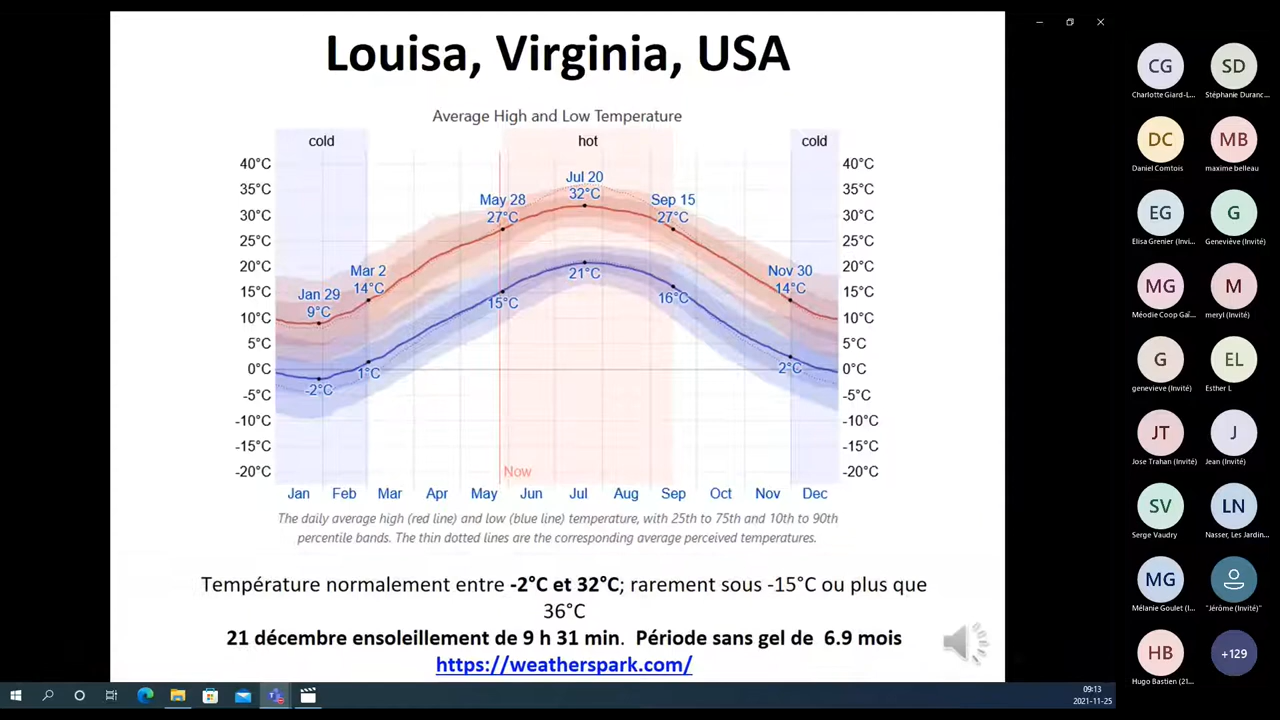 Louisa, Virginia, USA
Average High and Low Temperature
cold
hot
cold
40°C
35°C
30°C
25°C
20°C
15°C
10°C
5°C
0°C
-5°C
-10°C
-15°C
-20°C
Jan 29
9°C
Mar 2
14°C
May 28
27°C
Jul 20
32°C
Sep 15
27°C
Nov 30
14°C
-2°C
1°C
15°C
21°C
16°C
2°C
Now
40°C
35°C
30°C
25°C
20°C
15°C
10°C
5°C
0°C
-5°C
-10°C
-15°C
-20°C
Jan Feb Mar Apr May Jun Jul Aug Sep Oct Nov Dec
The daily average high (red line) and low (blue line) temperature, with 25th to 75th and 10th to 90th
percentile bands. The thin dotted lines are the corresponding average perceived temperatures.
Température normalement entre -2°C et 32°C; rarement sous -15°C ou plus que
36°C
21 décembre ensoleillement de 9 h 31 min. Période sans gel de 6.9 mois
https://weatherspark.com/
CG SD
Charlotte Giard-L... Stéphanie Duranc...
DC MB
Daniel Comtois maxime belleau
EG G
Elisa Grenier (Invi... Geneviève (Invité)
MG M
Méodie Coop Gaï... meryl (Invité)
G EL
genevieve (Invité) Esther L
JT J
Jose Trahan (Invité) Jean (Invité)
SV LN
Serge Vaudry Nasser, Les Jardin...
MG
Mélanie Goulet (I... "Jérôme (Invité)"
HB +129
Hugo Bastien (21...
09:13
2021-11-25